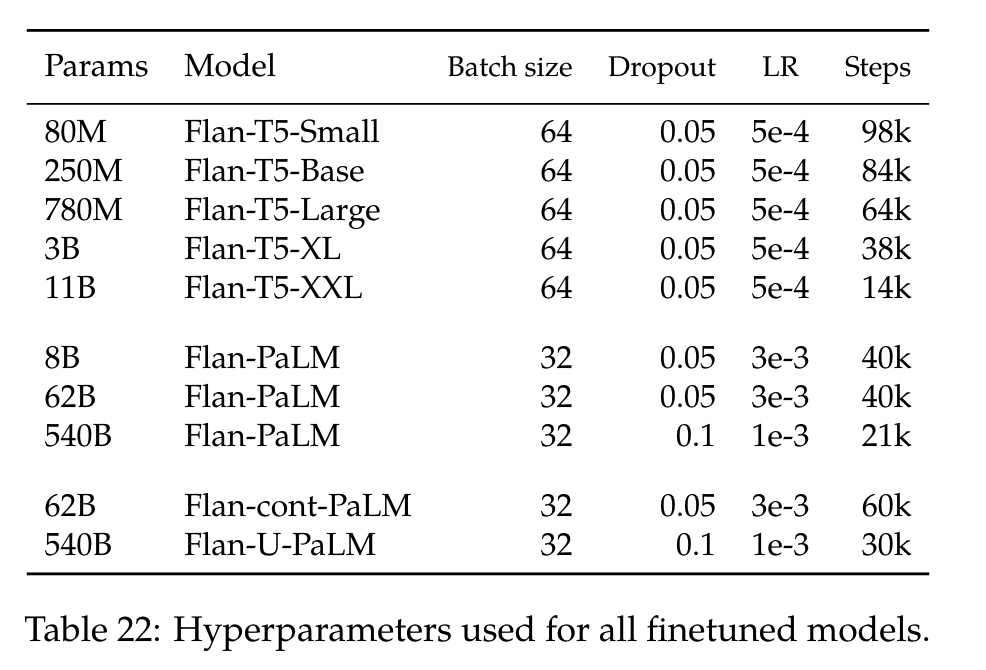 Params Model Batch size Dropout LR Steps
80M Flan-T5-Small 64 0.05 5e-4 98k
250M Flan-T5-Base 64 0.05 5e-4 84k
780M Flan-T5-Large 64 0.05 5e-4 64k
3B Flan-T5-XL 64 0.05 5e-4 38k
11B Flan-T5-XXL 64 0.05 5e-4 14k
8B Flan-PaLM 32 0.05 3e-3 40k
62B Flan-PaLM 32 0.05 3e-3 40k
540B Flan-PaLM 32 0.1 1e-3 21k
62B Flan-cont-PaLM 32 0.05 3e-3 60k
540B Flan-U-PaLM 32 0.1 1e-3 30k
Table 22: Hyperparameters used for all finetuned models.